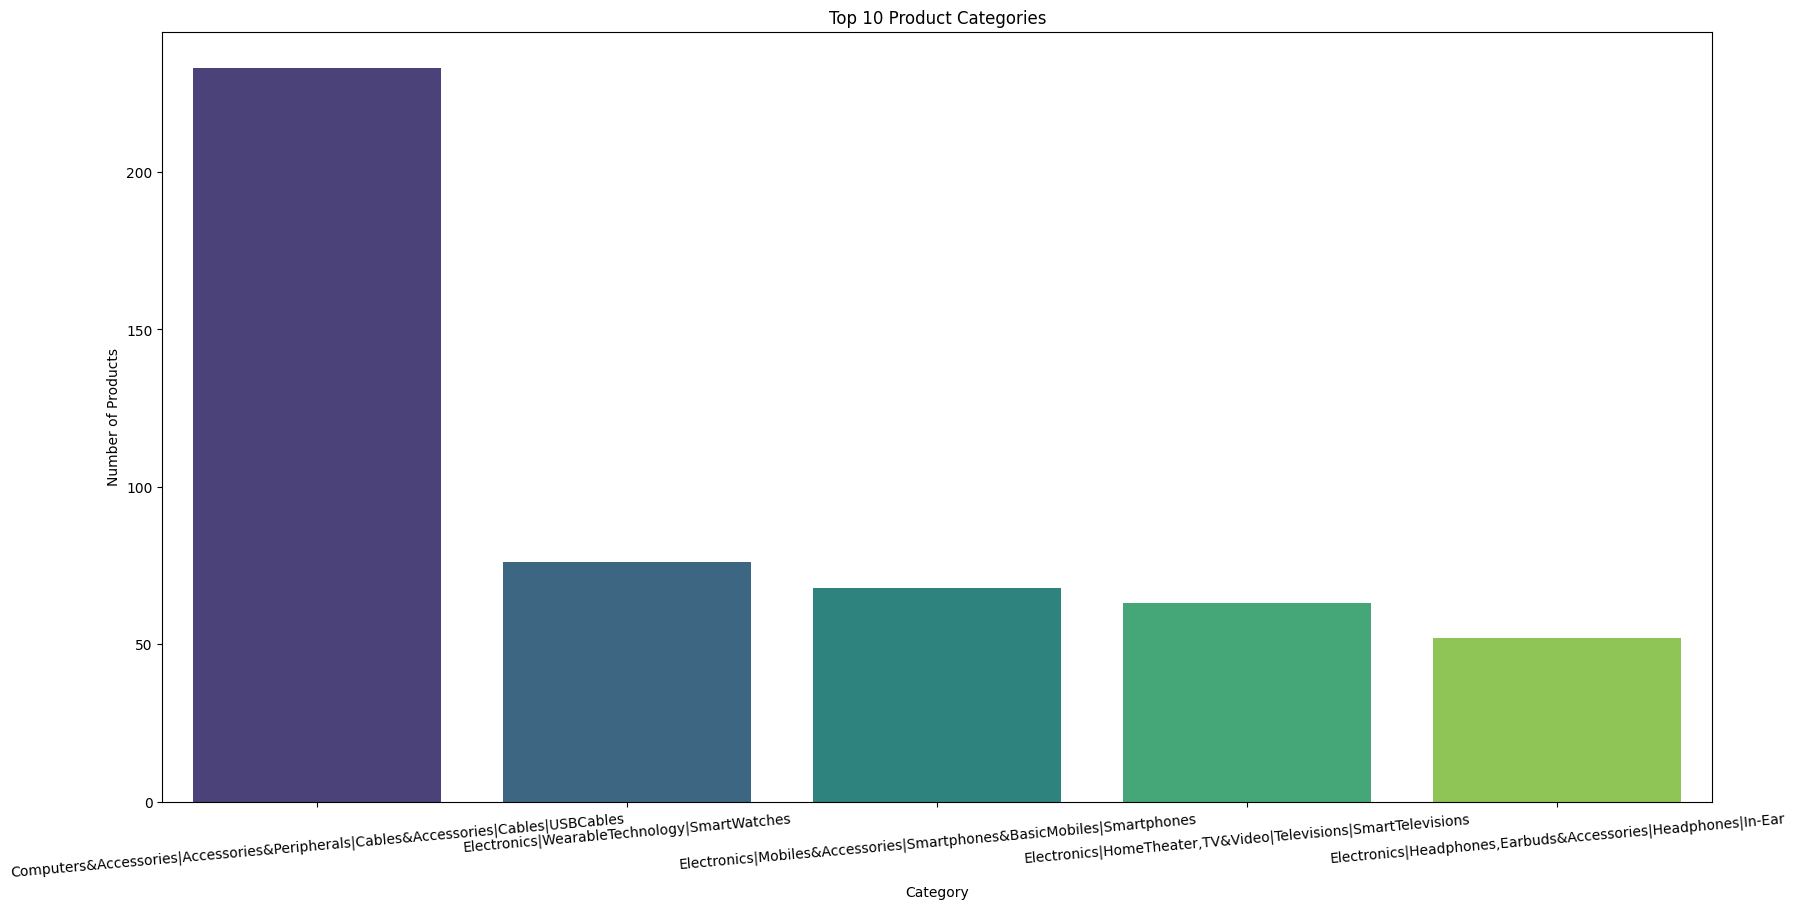 Top 10 Product Categories
Number of Products
200
150
100
50
0
Computers&Accessories|Accessories&Peripherals|Cables&Accessories|Cables|USBCables
Electronics|WearableTechnology|SmartWatches
Electronics|Mobiles&Accessories|Smartphones&BasicMobiles|Smartphones
Electronics|HomeTheater,TV&Video|Televisions|SmartTelevisions
Electronics|Headphones,Earbuds&Accessories|Headphones|In-Ear
Category